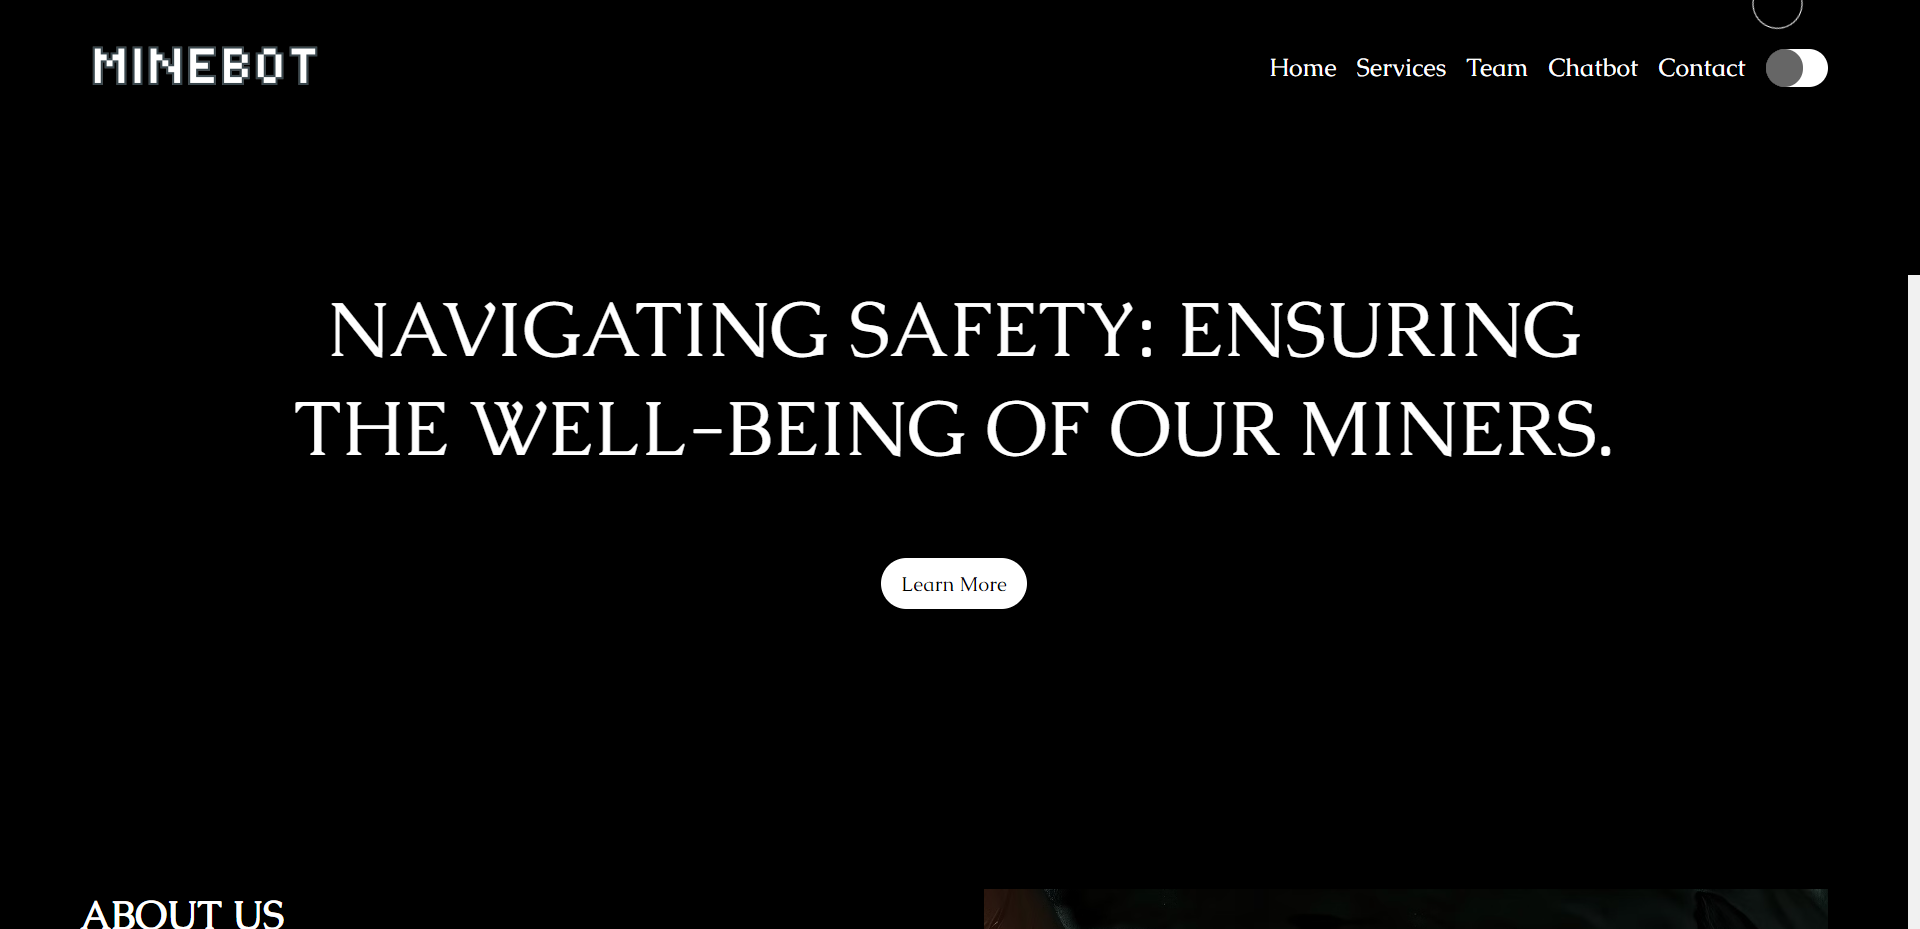 MINEBOT
Home Services Team Chatbot Contact
NAVIGATING SAFETY: ENSURING
THE WELL-BEING OF OUR MINERS.
Learn More
ABOUT US